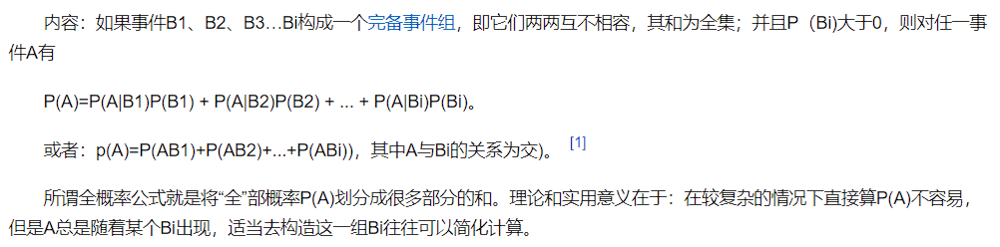 内容：如果事件B1、B2、B3…Bi构成一个完备事件组，即它们两两互不相容，其和为全集；并且P（Bi)大于0，则对任一事
件A有
P(A)=P(A|B1)P(B1) + P(A|B2)P(B2) + ... + P(A|Bi)P(Bi)。
或者：p(A)=P(AB1)+P(AB2)+...+P(ABi))，其中A与Bi的关系为交)。 [1]
所谓全概率公式就是将“全”部概率P(A)划分成很多部分的和。理论和实用意义在于：在较复杂的情况下直接算P(A)不容易，
但是A总是随着某个Bi出现，适当去构造这一组Bi往往可以简化计算。